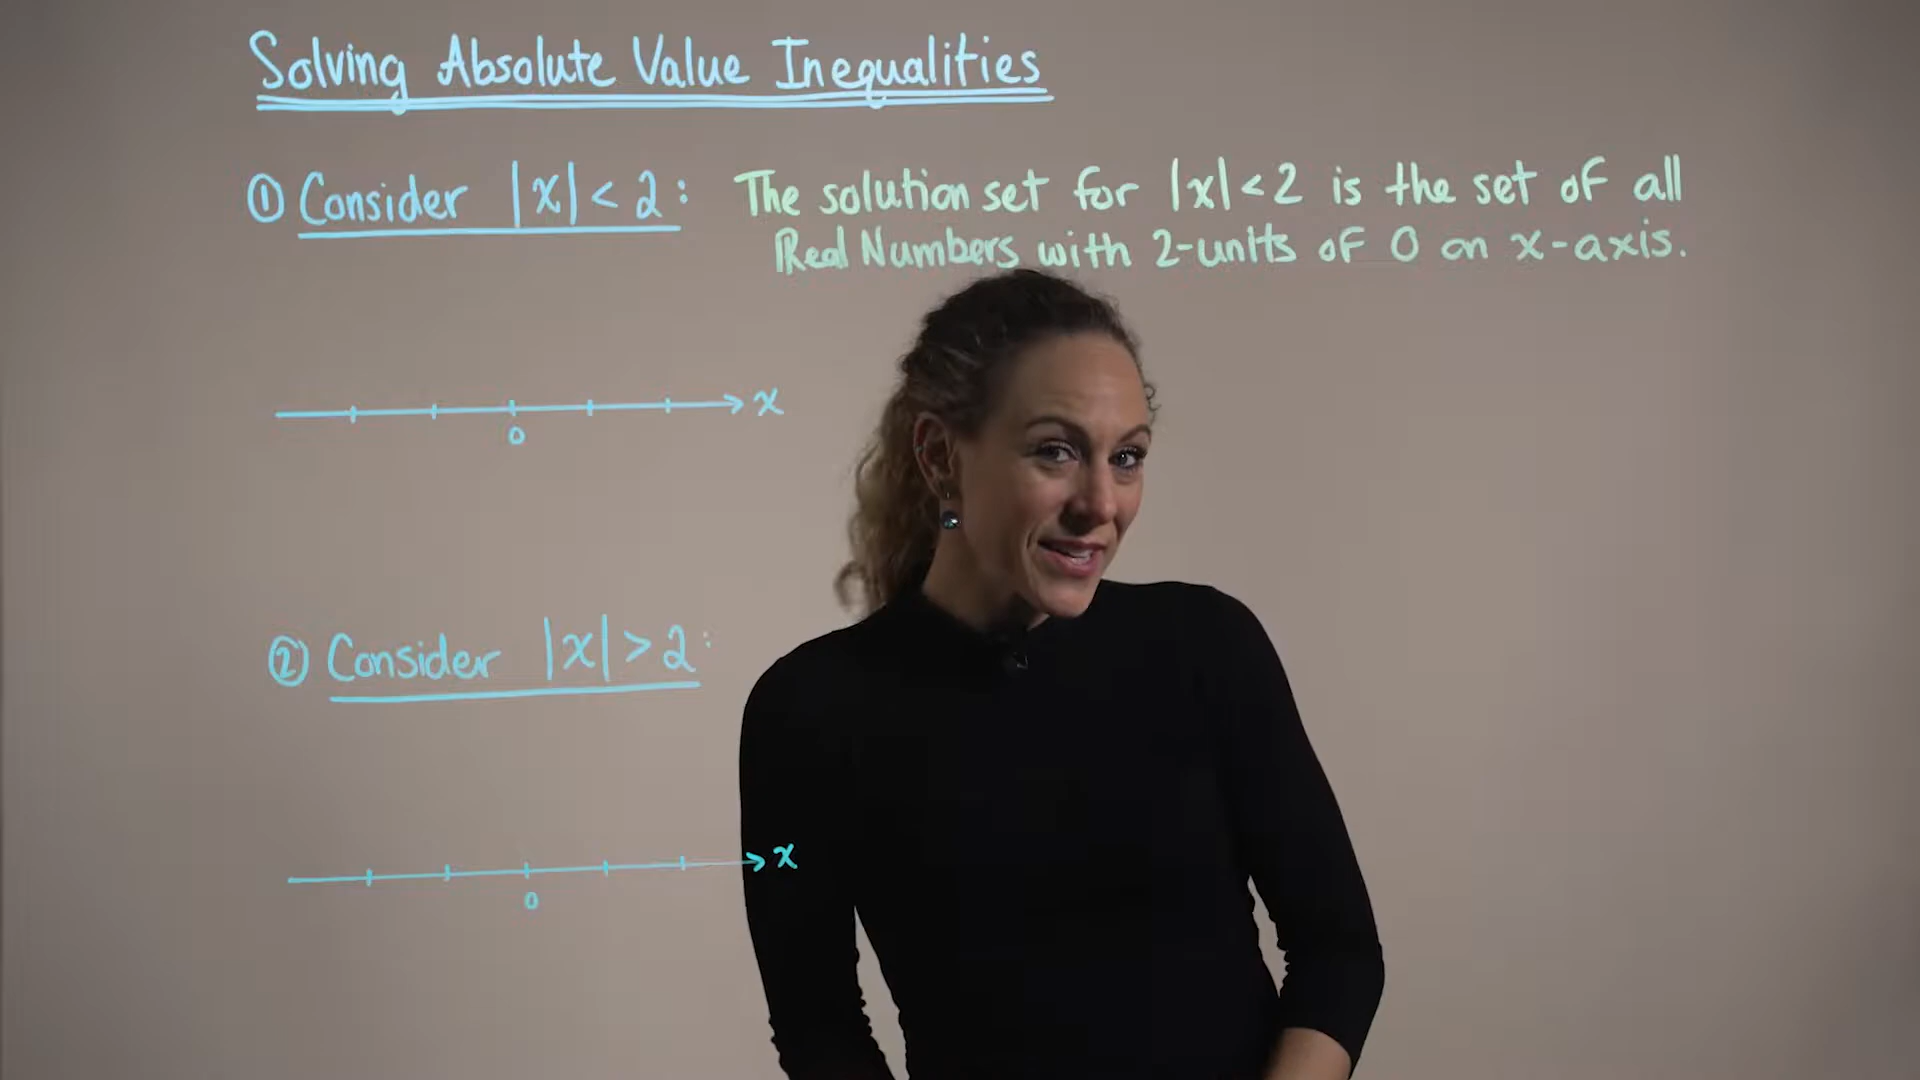 Solving Absolute Value Inequalities
① Consider |x| < 2: The solution set for |x| < 2 is the set of all
Real Numbers with 2-units of 0 on x-axis.
x
0
② Consider |x| > 2:
x
0